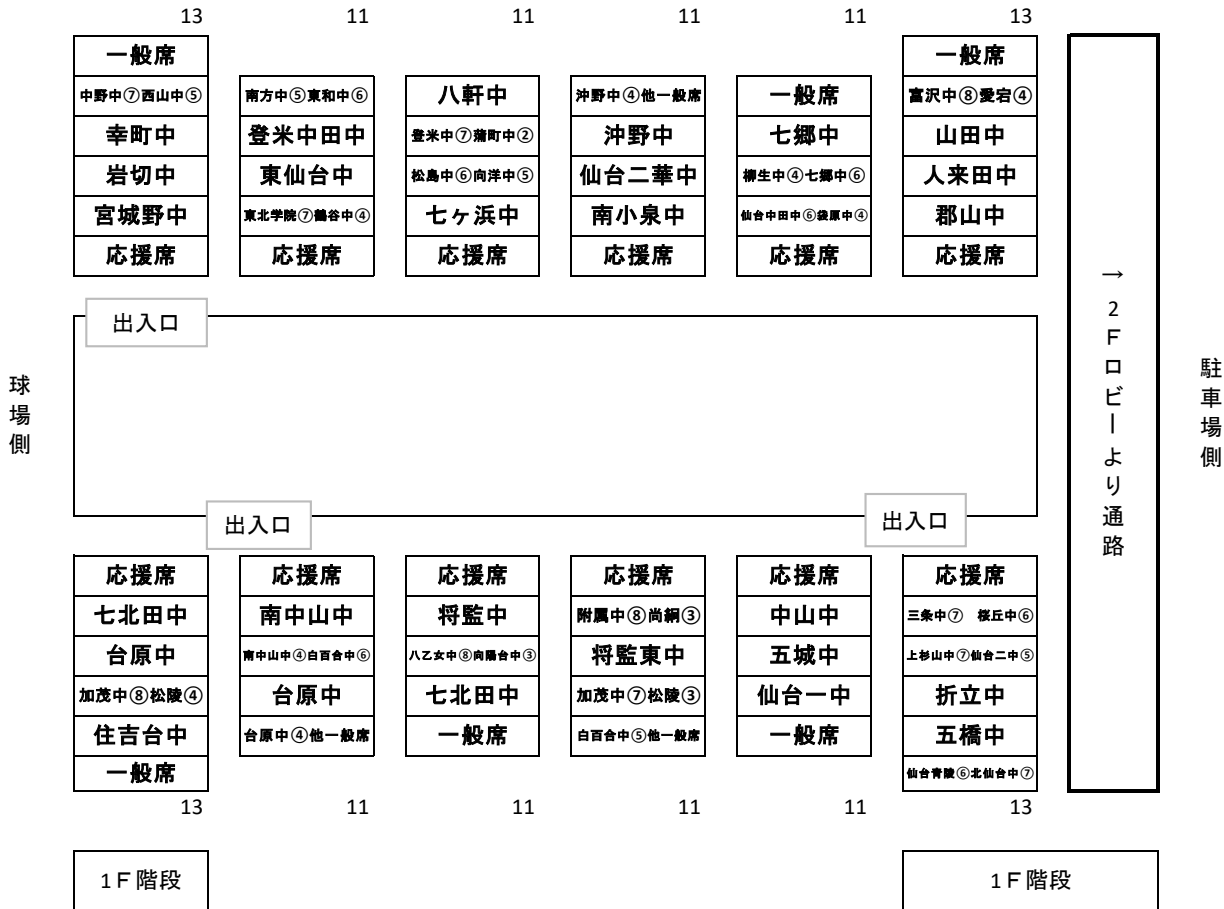 13 11 11 11 11 13
一般席 一般席
中野中⑦西山中⑤ 南方中⑤東和中⑥ 八軒中 沖野中④他一般席 一般席 富沢中⑧愛宕④
幸町中 登米中田中 登米中⑦蒲町中② 沖野中 七郷中 山田中
岩切中 東仙台中 松島中⑥向洋中⑤ 仙台二華中 柳生中④七郷中⑥ 人来田中
宮城野中 東北学院⑦鶴谷中④ 七ヶ浜中 南小泉中 仙台中田中⑥袋原中④ 郡山中
応援席 応援席 応援席 応援席 応援席 応援席
→2Fロビーより通路
出入口
球場側
駐車場側
出入口 出入口
応援席 応援席 応援席 応援席 応援席 応援席
七北田中 南中山中 将監中 附属中⑧尚絅③ 中山中 三条中⑦ 桜丘中⑥
台原中 南中山中④白百合中⑥ 八乙女中⑧向陽台中③ 将監東中 五城中 上杉山中⑦仙台二中⑤
加茂中⑧松陵④ 台原中 七北田中 加茂中⑦松陵③ 仙台一中 折立中
住吉台中 台原中④他一般席 一般席 白百合中⑤他一般席 一般席 五橋中
一般席 仙台青陵⑥北仙台中⑦
13 11 11 11 11 13
1F階段 1F階段